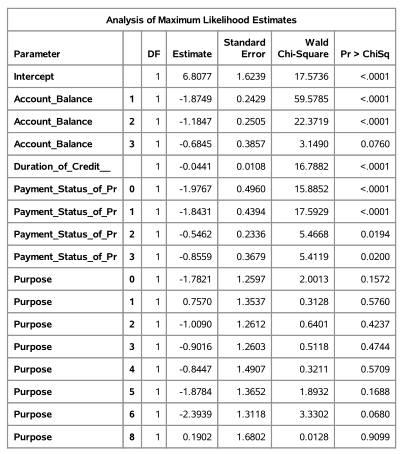 Analysis of Maximum Likelihood Estimates
Parameter DF Estimate Standard Error Wald Chi-Square Pr > ChiSq
Intercept 1 6.8077 1.6239 17.5736 <.0001
Account_Balance 1 1 -1.8749 0.2429 59.5785 <.0001
Account_Balance 2 1 -1.1847 0.2505 22.3719 <.0001
Account_Balance 3 1 -0.6845 0.3857 3.1490 0.0760
Duration_of_Credit__ 1 -0.0441 0.0108 16.7882 <.0001
Payment_Status_of_Pr 0 1 -1.9767 0.4960 15.8852 <.0001
Payment_Status_of_Pr 1 1 -1.8431 0.4394 17.5929 <.0001
Payment_Status_of_Pr 2 1 -0.5462 0.2336 5.4668 0.0194
Payment_Status_of_Pr 3 1 -0.8559 0.3679 5.4119 0.0200
Purpose 0 1 -1.7821 1.2597 2.0013 0.1572
Purpose 1 1 0.7570 1.3537 0.3128 0.5760
Purpose 2 1 -1.0090 1.2612 0.6401 0.4237
Purpose 3 1 -0.9016 1.2603 0.5118 0.4744
Purpose 4 1 -0.8447 1.4907 0.3211 0.5709
Purpose 5 1 -1.8784 1.3652 1.8932 0.1688
Purpose 6 1 -2.3939 1.3118 3.3302 0.0680
Purpose 8 1 0.1902 1.6802 0.0128 0.9099